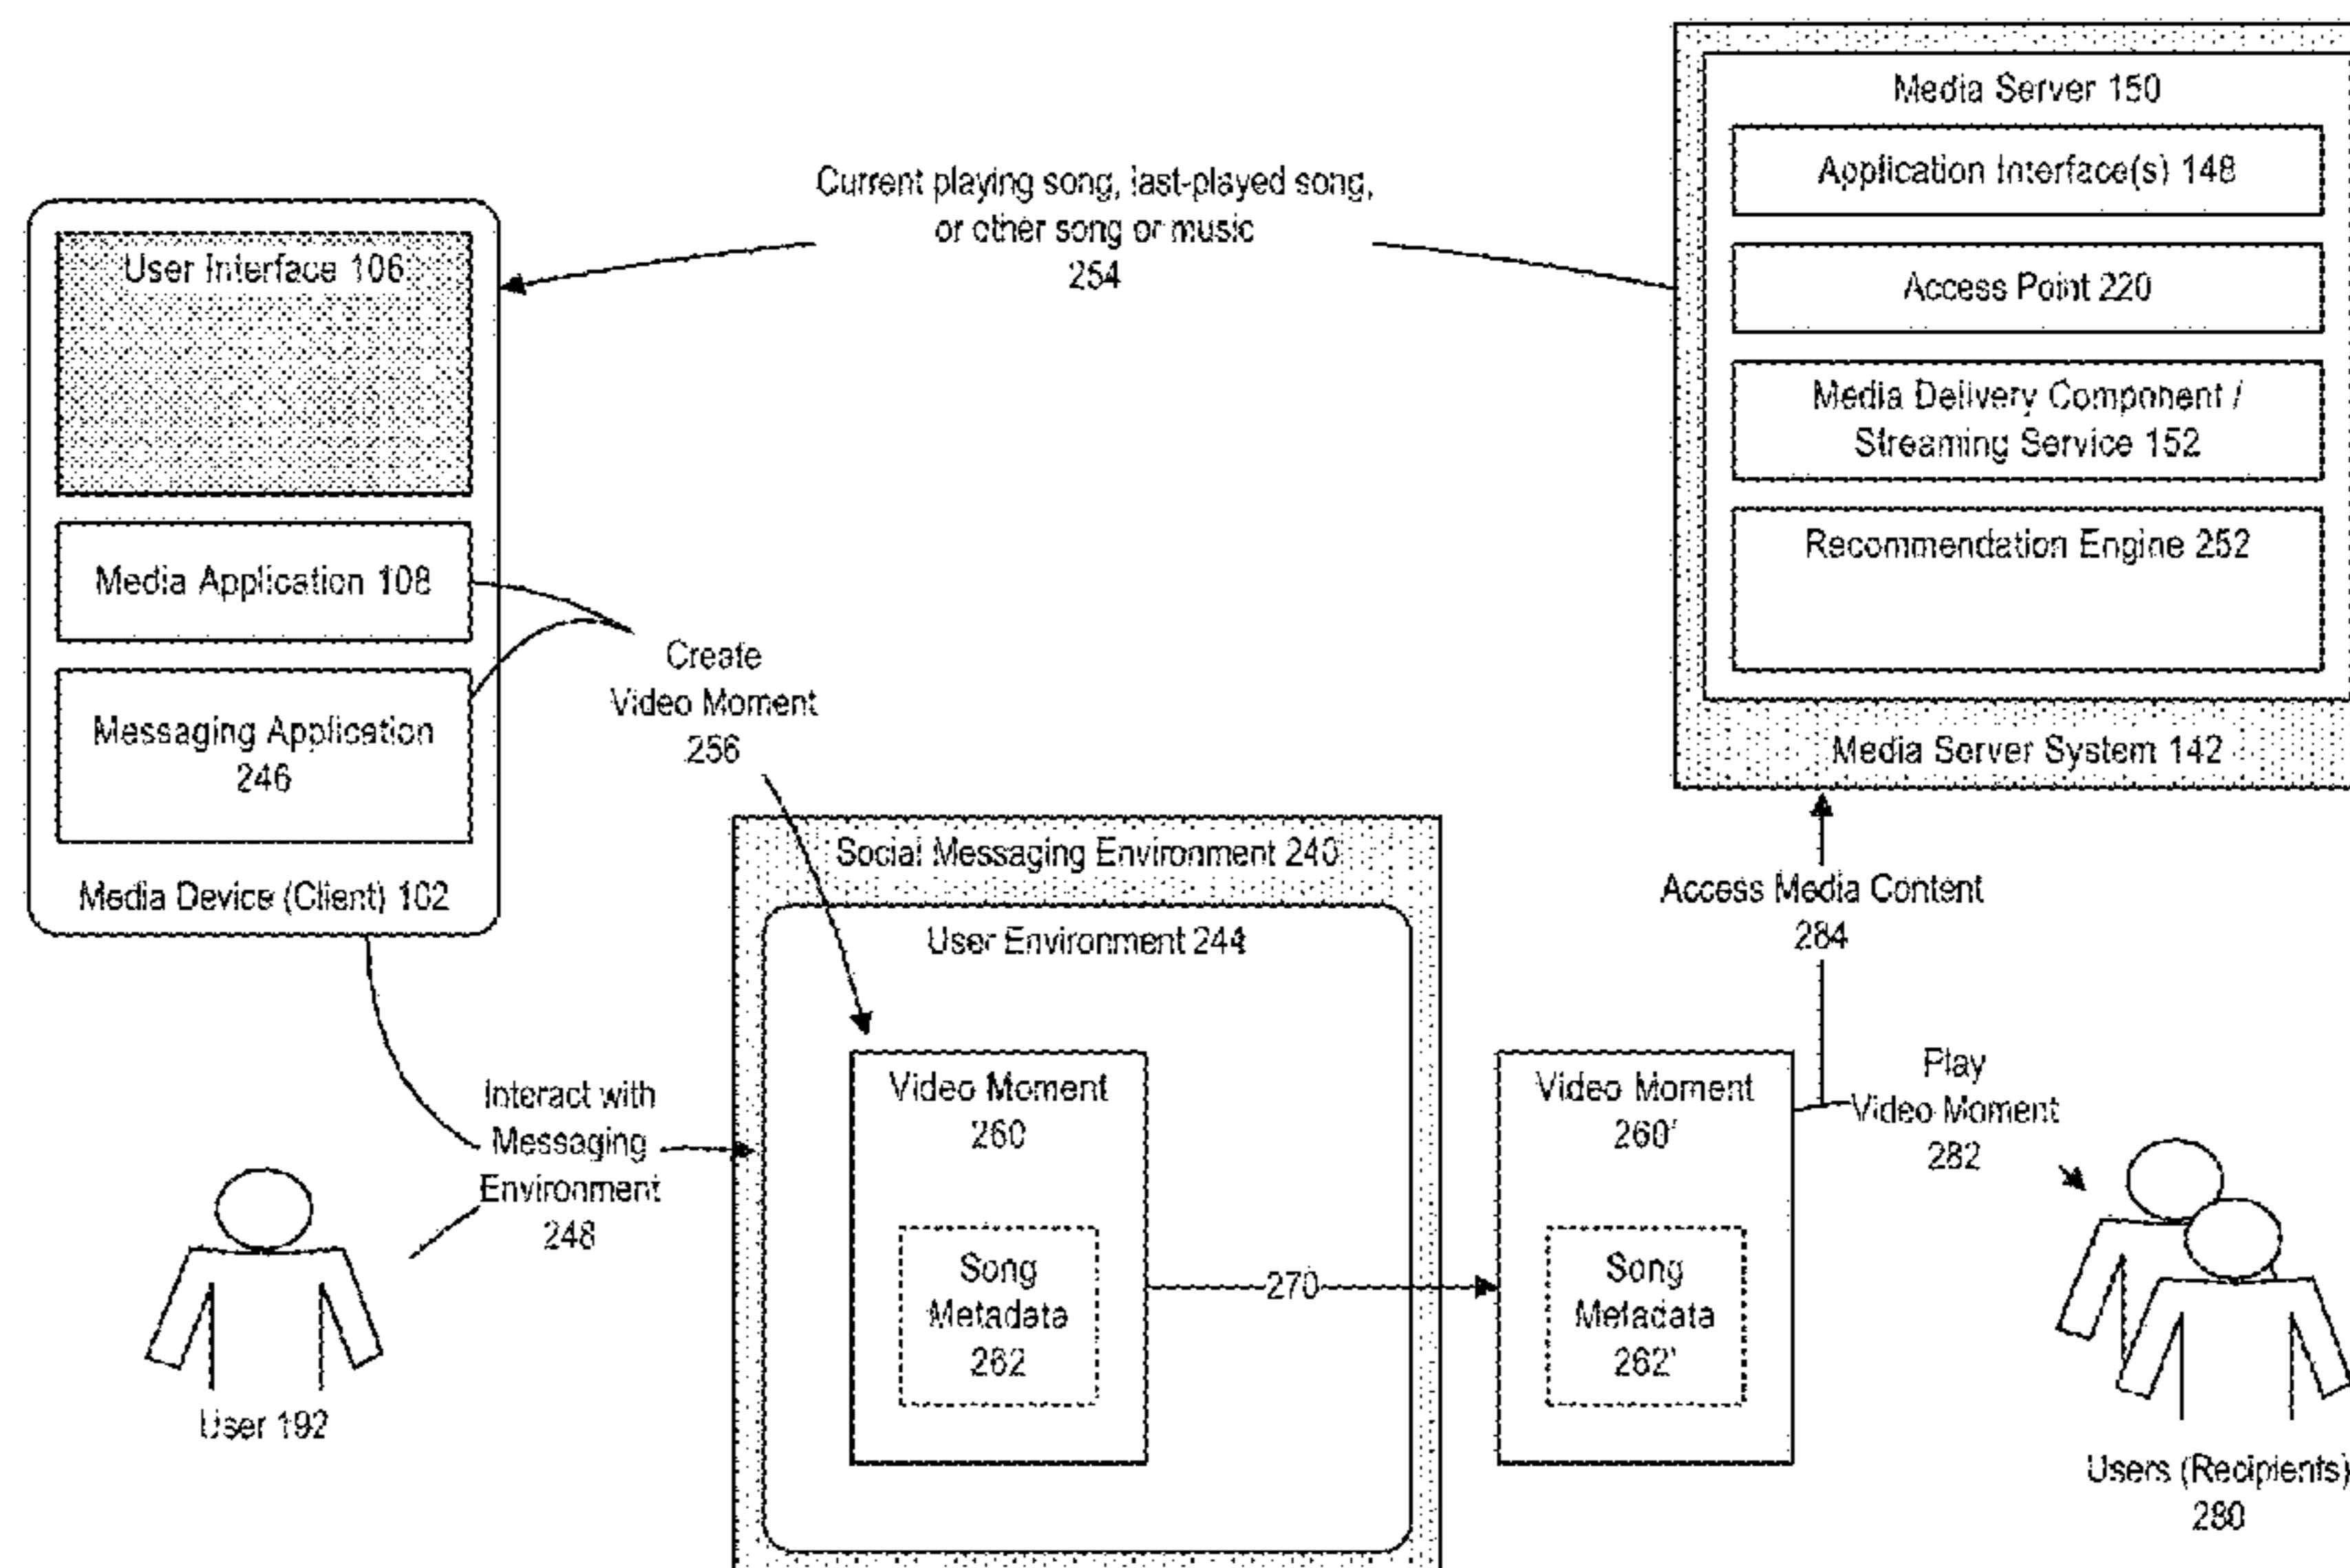 Media Server 150
Application Interface(s) 148
Access Point 220
Media Delivery Component /
Streaming Service 152
Recommendation Engine 252
Media Server System 142
Current playing song, last-played song,
or other song or music
254
User Interface 106
Media Application 108
Messaging Application
246
Media Device (Client) 102
Create
Video Moment
256
Social Messaging Environment 240
User Environment 244
Access Media Content
284
Interact with
Messaging
Environment
248
Video Moment
260
Song
Metadata
262
270
Video Moment
260'
Song
Metadata
262'
Play
Video Moment
282
User 192
Users (Recipients)
280